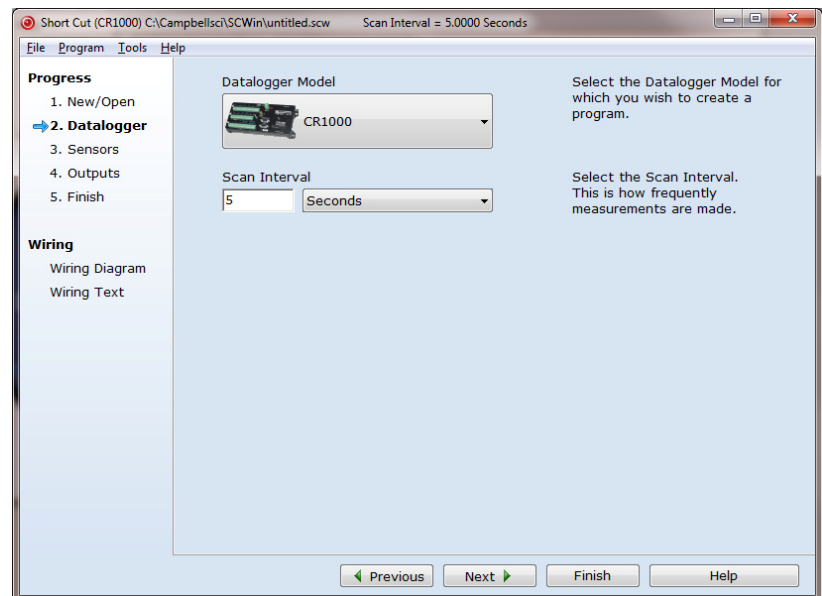 Short Cut (CR1000) C:\Campbellsci\SCWin\untitled.scw Scan Interval = 5.0000 Seconds
File Program Tools Help
Progress
1. New/Open
2. Datalogger
3. Sensors
4. Outputs
5. Finish
Wiring
Wiring Diagram
Wiring Text
Datalogger Model
CR1000
Select the Datalogger Model for
which you wish to create a
program.
Scan Interval
5 Seconds
Select the Scan Interval.
This is how frequently
measurements are made.
Previous Next Finish Help